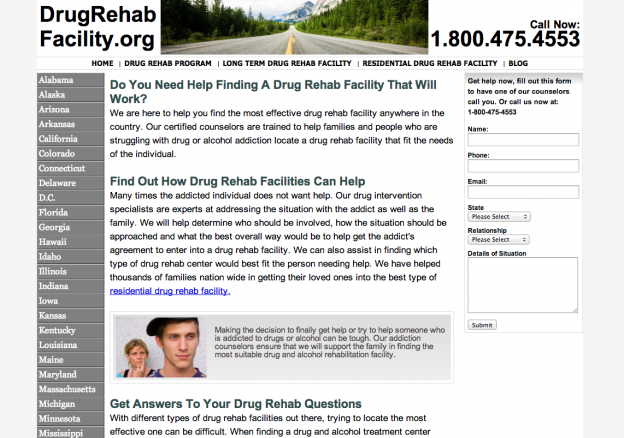 DrugRehab
Facility.org
Call Now:
1.800.475.4553
HOME | DRUG REHAB PROGRAM | LONG TERM DRUG REHAB FACILITY | RESIDENTIAL DRUG REHAB FACILITY | BLOG
Alabama
Alaska
Arizona
Arkansas
California
Colorado
Connecticut
Delaware
D.C.
Florida
Georgia
Hawaii
Idaho
Illinois
Indiana
Iowa
Kansas
Kentucky
Louisiana
Maine
Maryland
Massachusetts
Michigan
Minnesota
Mississippi
Do You Need Help Finding A Drug Rehab Facility That Will
Work?
We are here to help you find the most effective drug rehab facility anywhere in the
country. Our certified counselors are trained to help families and people who are
struggling with drug or alcohol addiction locate a drug rehab facility that fit the needs
of the individual.
Find Out How Drug Rehab Facilities Can Help
Many times the addicted individual does not want help. Our drug intervention
specialists are experts at addressing the situation with the addict as well as the
family. We will help determine who should be involved, how the situation should be
approached and what the best overall way would be to help get the addict's
agreement to enter into a drug rehab facility. We can also assist in finding which
type of drug rehab center would best fit the person needing help. We have helped
thousands of families nation wide in getting their loved ones into the best type of
residential drug rehab facility.
Making the decision to finally get help or try to help someone who
is addicted to drugs or alcohol can be tough. Our addiction
counselors ensure that we will support the family in finding the
most suitable drug and alcohol rehabilitation facility.
Get Answers To Your Drug Rehab Questions
With different types of drug rehab facilities out there, trying to locate the most
effective one can be difficult. When finding a drug and alcohol treatment center
Get help now, fill out this form
to have one of our counselors
call you. Or call us now at:
1-800-475-4553
Name:
Phone:
Email:
State
Please Select
Relationship
Please Select
Details of Situation
Submit